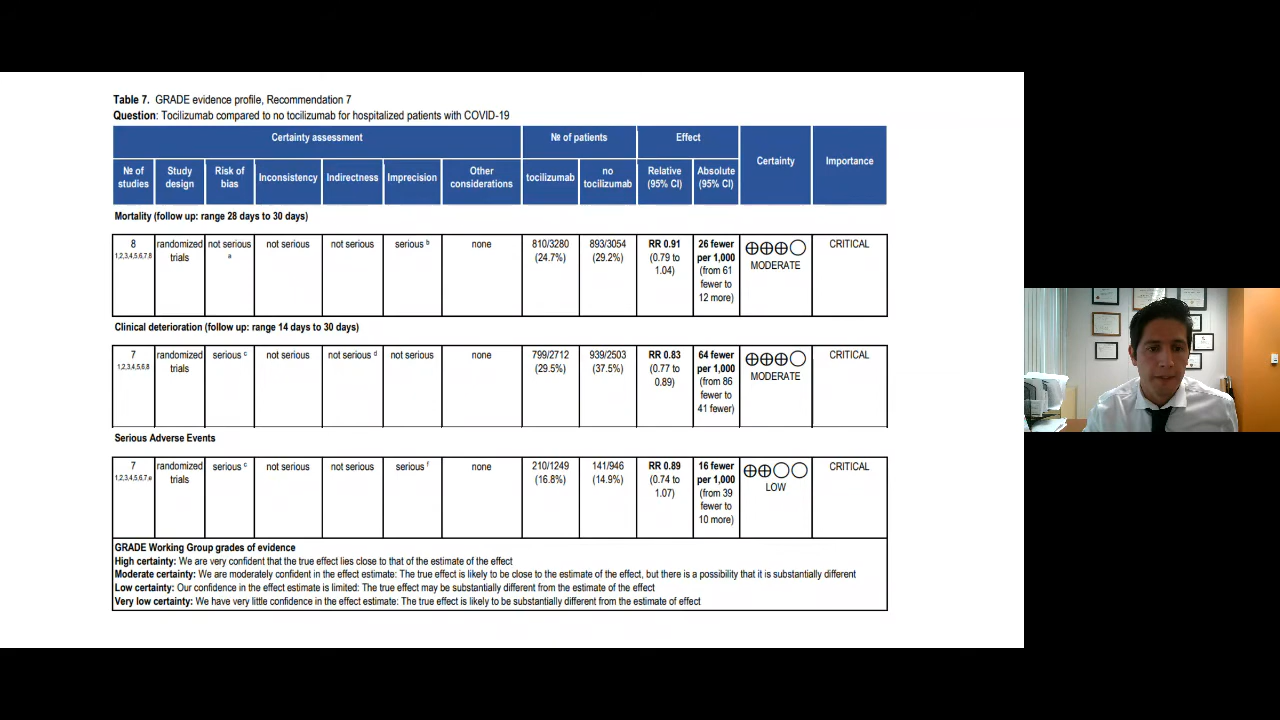 Table 7. GRADE evidence profile, Recommendation 7
Question: Tocilizumab compared to no tocilizumab for hospitalized patients with COVID-19
Certainty assessment
№ of patients
Effect
Certainty
Importance
№ of studies
Study design
Risk of bias
Inconsistency
Indirectness
Imprecision
Other considerations
tocilizumab
no tocilizumab
Relative (95% CI)
Absolute (95% CI)
Mortality (follow up: range 28 days to 30 days)
8 1,2,3,4,5,6,7,8
randomized trials
not serious a
not serious
not serious
serious b
none
810/3280 (24.7%)
893/3054 (29.2%)
RR 0.91 (0.79 to 1.04)
26 fewer per 1,000 (from 61 fewer to 12 more)
⨁⨁⨁◯ MODERATE
CRITICAL
Clinical deterioration (follow up: range 14 days to 30 days)
7 1,2,3,4,5,6,8
randomized trials
serious c
not serious
not serious d
not serious
none
799/2712 (29.5%)
939/2503 (37.5%)
RR 0.83 (0.77 to 0.89)
64 fewer per 1,000 (from 86 fewer to 41 fewer)
⨁⨁⨁◯ MODERATE
CRITICAL
Serious Adverse Events
7 1,2,3,4,5,6,7,e
randomized trials
serious c
not serious
not serious
serious f
none
210/1249 (16.8%)
141/946 (14.9%)
RR 0.89 (0.74 to 1.07)
16 fewer per 1,000 (from 39 fewer to 10 more)
⨁⨁◯◯ LOW
CRITICAL
GRADE Working Group grades of evidence
High certainty: We are very confident that the true effect lies close to that of the estimate of the effect
Moderate certainty: We are moderately confident in the effect estimate: The true effect is likely to be close to the estimate of the effect, but there is a possibility that it is substantially different
Low certainty: Our confidence in the effect estimate is limited: The true effect may be substantially different from the estimate of the effect
Very low certainty: We have very little confidence in the effect estimate: The true effect is likely to be substantially different from the estimate of effect